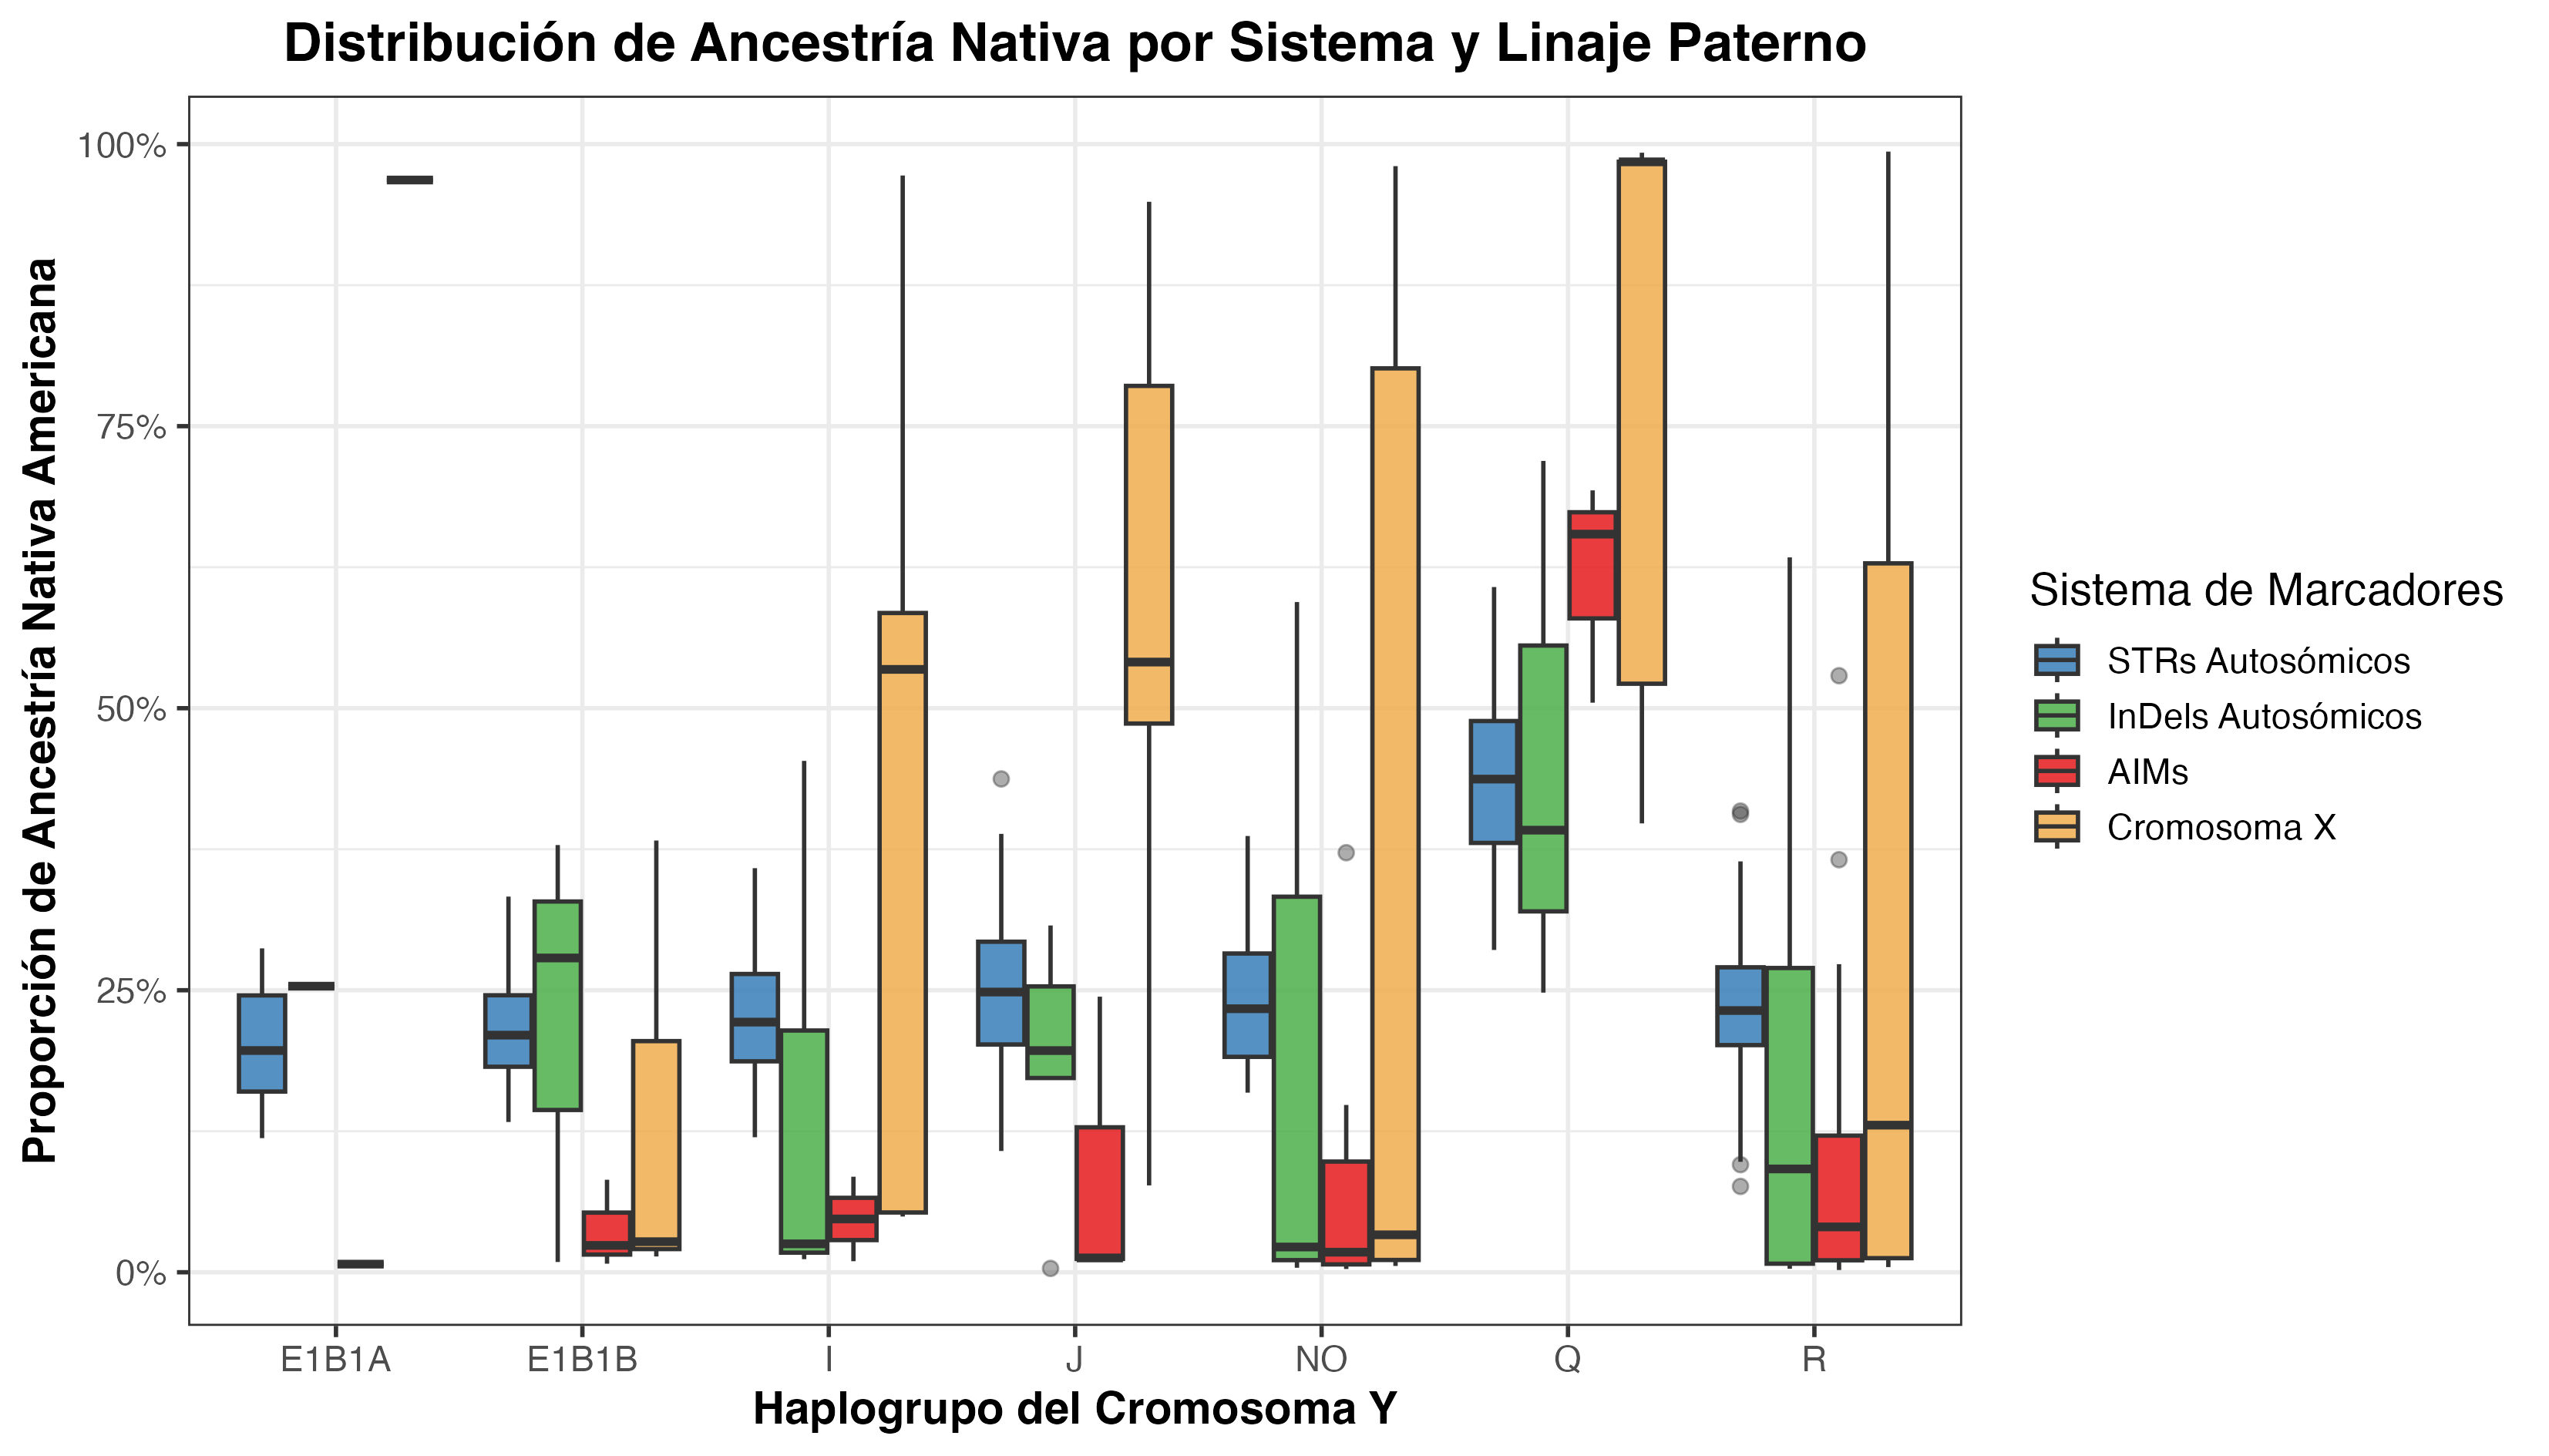 Distribución de Ancestría Nativa por Sistema y Linaje Paterno
Proporción de Ancestría Nativa Americana
100%
75%
50%
25%
0%
E1B1A
E1B1B
I
J
NO
Q
R
Haplogrupo del Cromosoma Y
Sistema de Marcadores
STRs Autosómicos
InDels Autosómicos
AIMs
Cromosoma X